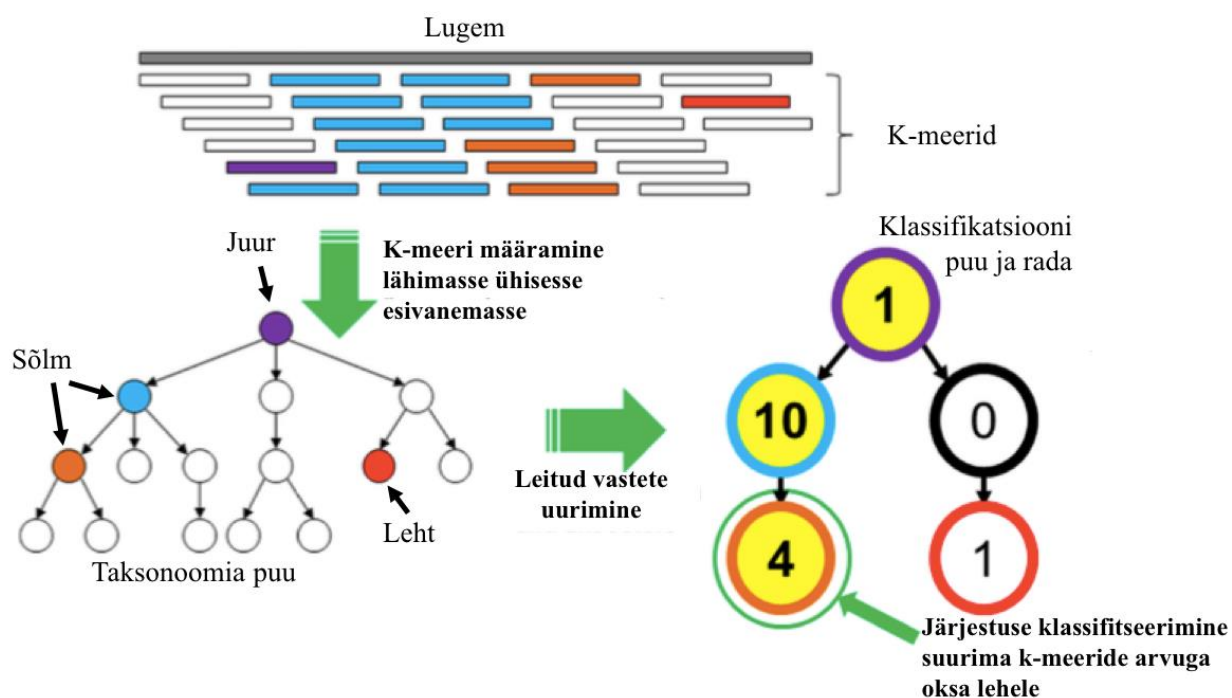 Lugem
K-meerid
Juur
K-meeri määramine
lähimasse ühisesse
esivanemasse
Klassifikatsiooni
puu ja rada
1
Sõlm
10
0
Leitud vastete
uurimine
Leht
4
1
Taksonoomia puu
Järjestuse klassifitseerimine
suurima k-meeride arvuga
oksa lehele